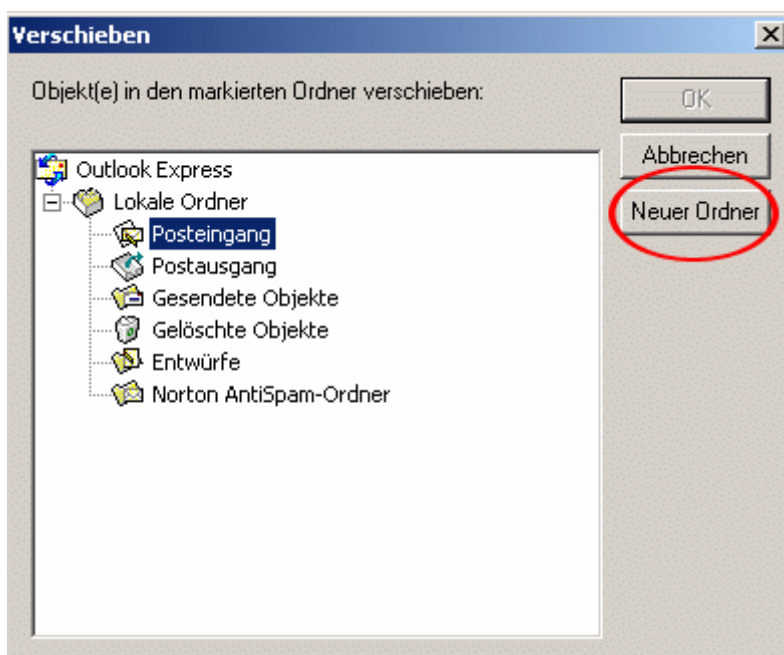 Verschieben
Objekt(e) in den markierten Ordner verschieben:
OK
Abbrechen
Neuer Ordner
Outlook Express
Lokale Ordner
Posteingang
Postausgang
Gesendete Objekte
Gelöschte Objekte
Entwürfe
Norton AntiSpam-Ordner